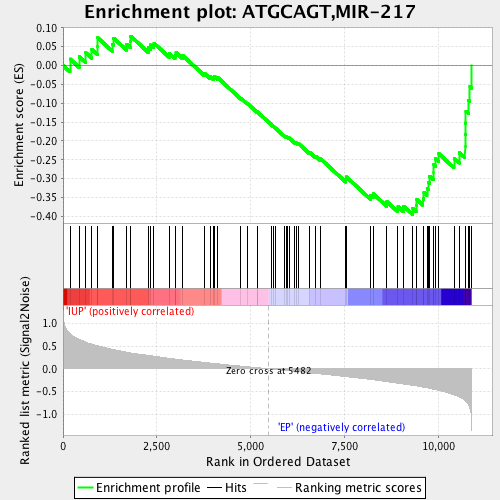 Enrichment plot: ATGCAGT,MIR-217
Enrichment score (ES)
0.10
0.05
0.00
-0.05
-0.10
-0.15
-0.20
-0.25
-0.30
-0.35
-0.40
'IUP' (positively correlated)
Ranked list metric (Signal2Noise)
1.0
0.5
0.0
-0.5
-1.0
Zero cross at 5482
'EP' (negatively correlated)
0 2,500 5,000 7,500 10,000
Rank in Ordered Dataset
Enrichment profile Hits Ranking metric scores